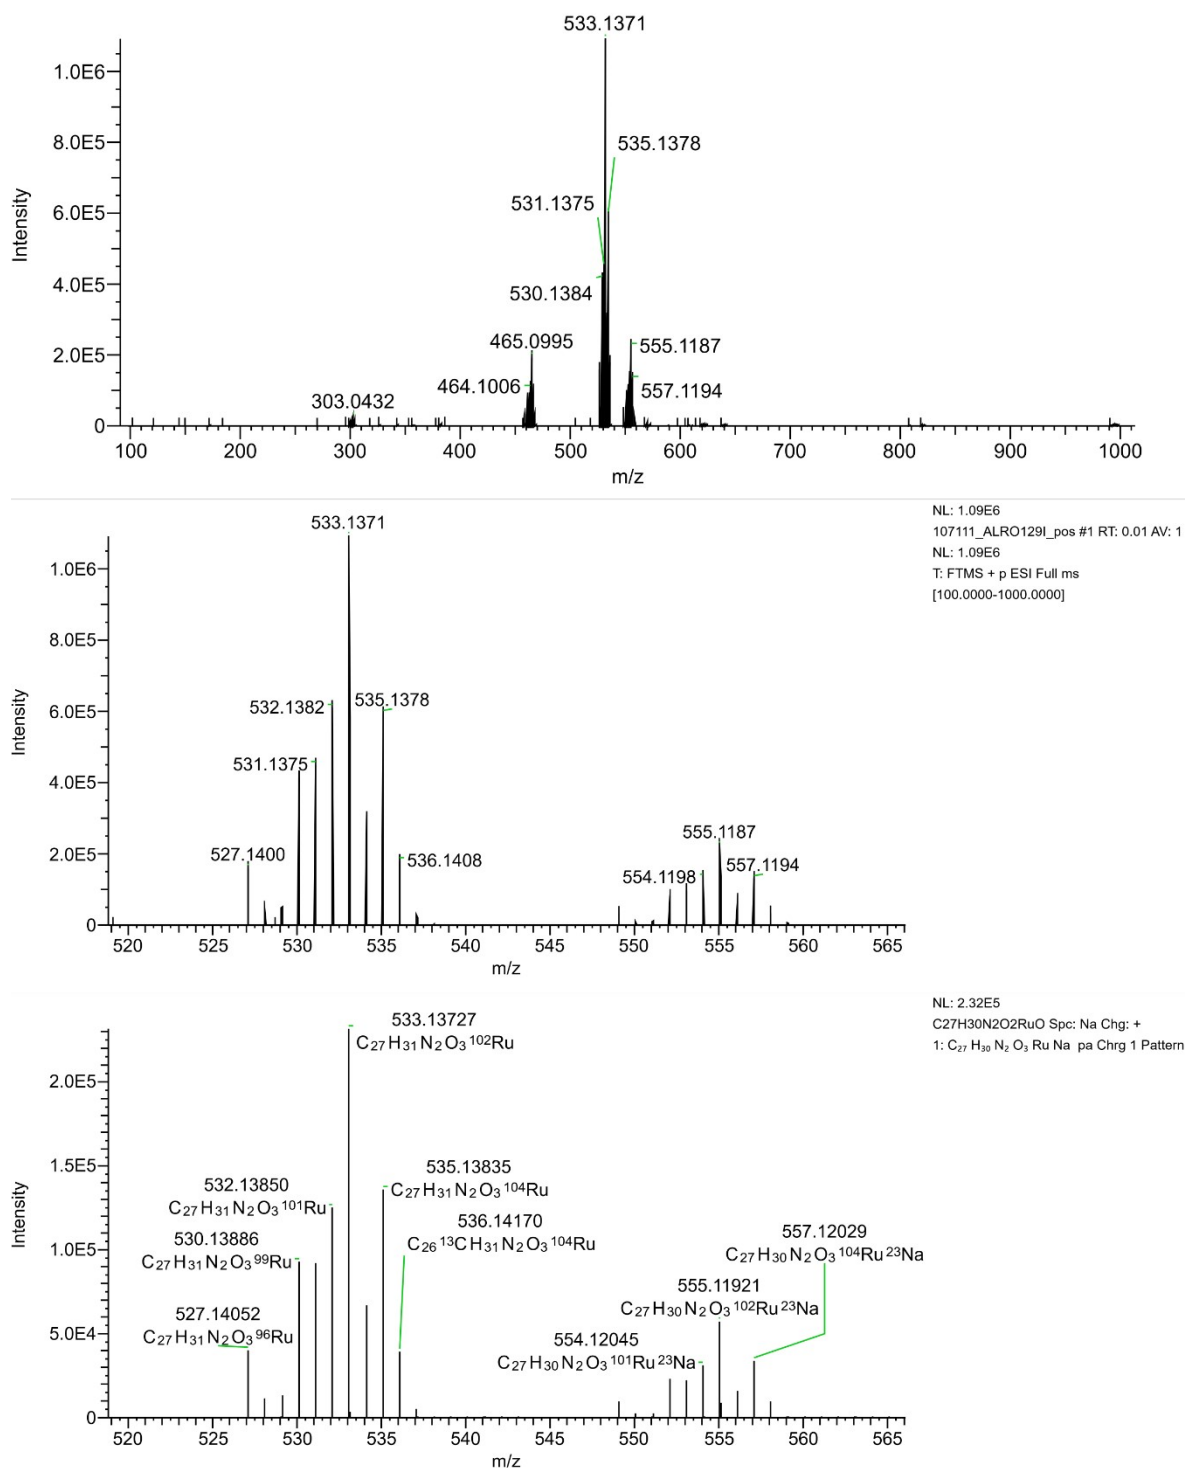 533.1371
1.0E6
8.0E5
535.1378
531.1375
6.0E5
530.1384
4.0E5
465.0995
555.1187
2.0E5
464.1006
557.1194
303.0432
0
Intensity
100 200 300 400 500 600 700 800 900 1000
m/z
NL: 1.09E6
107111_ALRO129I_pos #1 RT: 0.01 AV: 1
NL: 1.09E6
T: FTMS + p ESI Full ms
[100.0000-1000.0000]
533.1371
1.0E6
8.0E5
532.1382
535.1378
6.0E5
531.1375
4.0E5
527.1400
555.1187
2.0E5
536.1408
554.1198
557.1194
0
Intensity
520 525 530 535 540 545 550 555 560 565
m/z
NL: 2.32E5
C27H30N2O2RuO Spc: Na Chg: +
1: C₂₇ H₃₀ N₂ O₃ Ru Na pa Chrg 1 Pattern
533.13727
C₂₇H₃₁N₂O₃¹⁰²Ru
2.0E5
1.5E5
535.13835
C₂₇H₃₁N₂O₃¹⁰⁴Ru
532.13850
C₂₇H₃₁N₂O₃¹⁰¹Ru
536.14170
C₂₆¹³CH₃₁N₂O₃¹⁰⁴Ru
530.13886
C₂₇H₃₁N₂O₃⁹⁹Ru
557.12029
C₂₇H₃₀N₂O₃¹⁰⁴Ru²³Na
1.0E5
555.11921
C₂₇H₃₀N₂O₃¹⁰²Ru²³Na
527.14052
C₂₇H₃₁N₂O₃⁹⁶Ru
5.0E4
554.12045
C₂₇H₃₀N₂O₃¹⁰¹Ru²³Na
0
Intensity
520 525 530 535 540 545 550 555 560 565
m/z